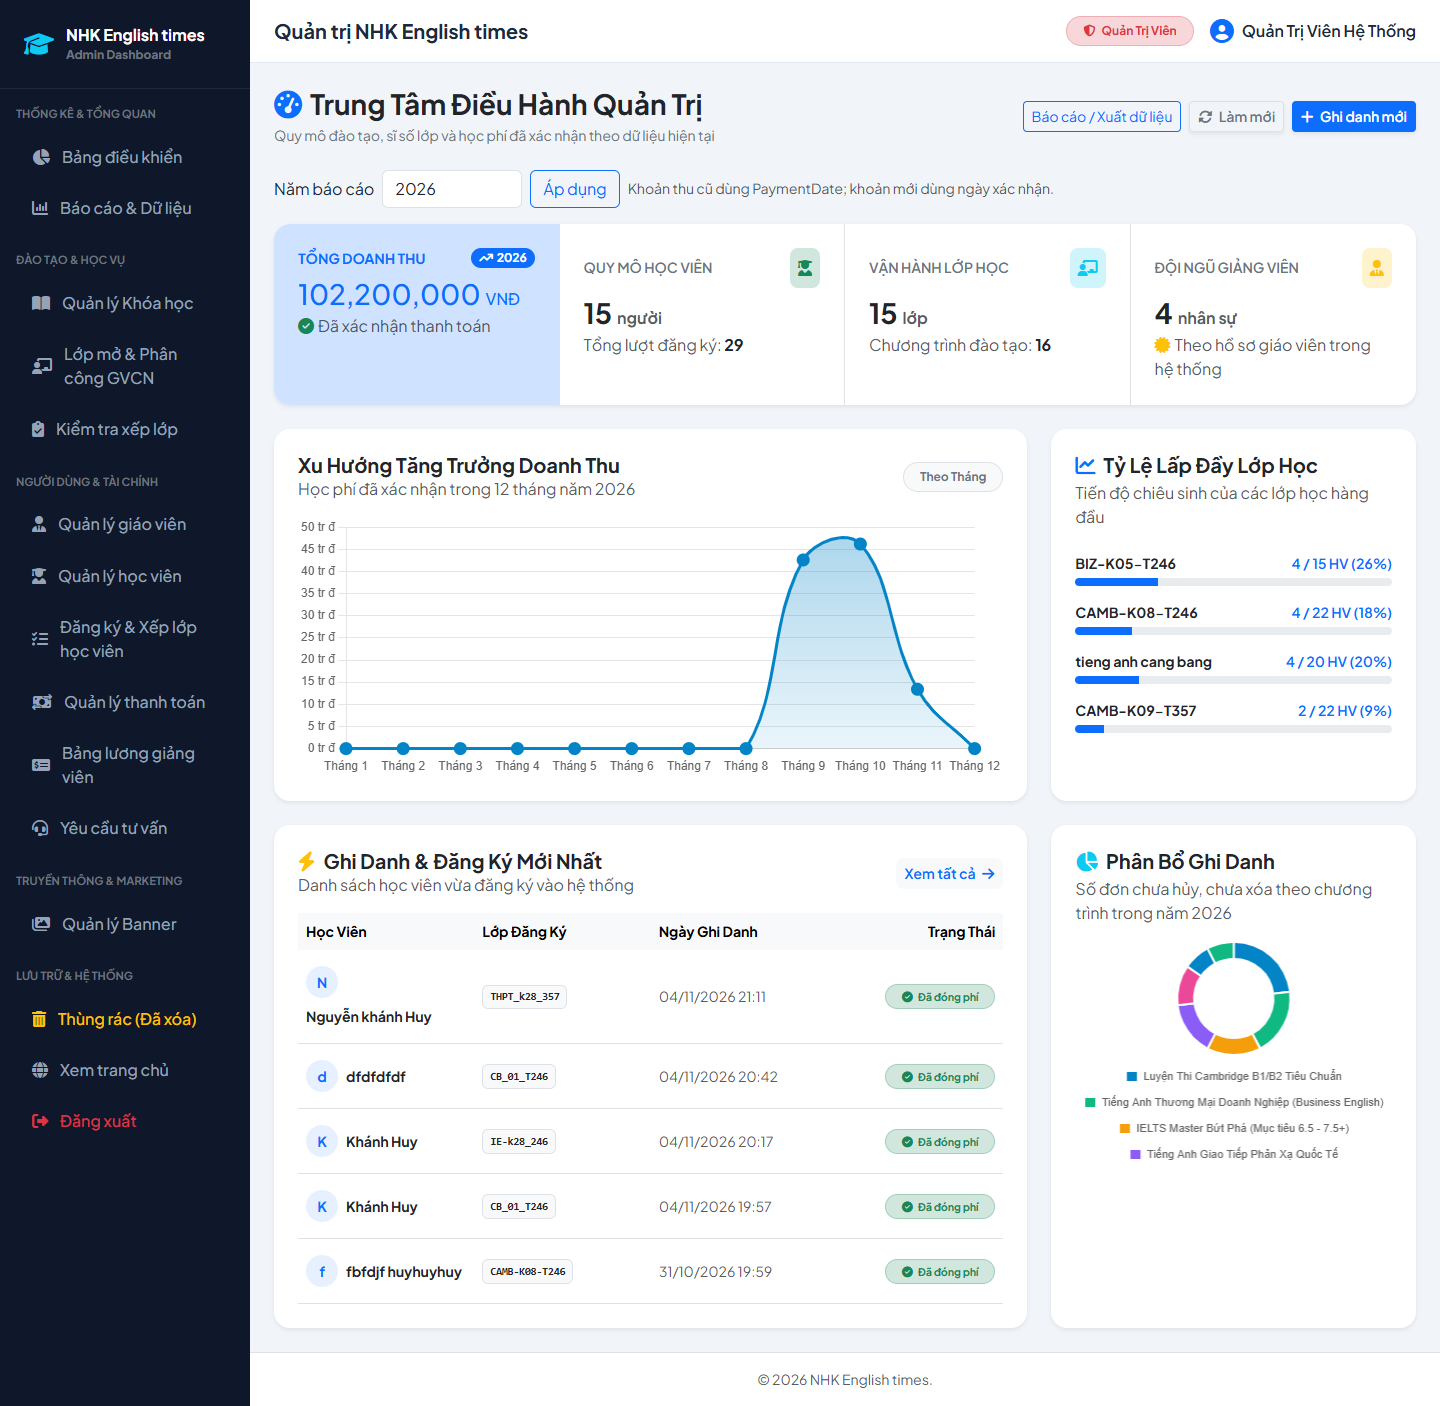 NHK English times
Admin Dashboard
THỐNG KÊ & TỔNG QUAN
Bảng điều khiển
Báo cáo & Dữ liệu
ĐÀO TẠO & HỌC VỤ
Quản lý Khóa học
Lớp mở & Phân
công GVCN
Kiểm tra xếp lớp
NGƯỜI DÙNG & TÀI CHÍNH
Quản lý giáo viên
Quản lý học viên
Đăng ký & Xếp lớp
học viên
Quản lý thanh toán
Bảng lương giảng
viên
Yêu cầu tư vấn
TRUYỀN THÔNG & MARKETING
Quản lý Banner
LƯU TRỮ & HỆ THỐNG
Thùng rác (Đã xóa)
Xem trang chủ
Đăng xuất
Quản trị NHK English times
Quản Trị Viên
Quản Trị Viên Hệ Thống
Trung Tâm Điều Hành Quản Trị
Quy mô đào tạo, sĩ số lớp và học phí đã xác nhận theo dữ liệu hiện tại
Báo cáo / Xuất dữ liệu
Làm mới
Ghi danh mới
Năm báo cáo
2026
Áp dụng
Khoản thu cũ dùng PaymentDate; khoản mới dùng ngày xác nhận.
TỔNG DOANH THU
2026
102,200,000 VNĐ
Đã xác nhận thanh toán
QUY MÔ HỌC VIÊN
15 người
Tổng lượt đăng ký: 29
VẬN HÀNH LỚP HỌC
15 lớp
Chương trình đào tạo: 16
ĐỘI NGŨ GIẢNG VIÊN
4 nhân sự
Theo hồ sơ giáo viên trong
hệ thống
Xu Hướng Tăng Trưởng Doanh Thu
Học phí đã xác nhận trong 12 tháng năm 2026
Theo Tháng
50 tr đ
45 tr đ
40 tr đ
35 tr đ
30 tr đ
25 tr đ
20 tr đ
15 tr đ
10 tr đ
5 tr đ
0 tr đ
Tháng 1
Tháng 2
Tháng 3
Tháng 4
Tháng 5
Tháng 6
Tháng 7
Tháng 8
Tháng 9
Tháng 10
Tháng 11
Tháng 12
Tỷ Lệ Lấp Đầy Lớp Học
Tiến độ chiêu sinh của các lớp học hàng
đầu
BIZ-K05-T246
4 / 15 HV (26%)
CAMB-K08-T246
4 / 22 HV (18%)
tieng anh cang bang
4 / 20 HV (20%)
CAMB-K09-T357
2 / 22 HV (9%)
Ghi Danh & Đăng Ký Mới Nhất
Danh sách học viên vừa đăng ký vào hệ thống
Xem tất cả
Học Viên
Lớp Đăng Ký
Ngày Ghi Danh
Trạng Thái
N
Nguyễn khánh Huy
THPT_k28_357
04/11/2026 21:11
Đã đóng phí
d
dfdfdfdf
CB_01_T246
04/11/2026 20:42
Đã đóng phí
K
Khánh Huy
IE-k28_246
04/11/2026 20:17
Đã đóng phí
K
Khánh Huy
CB_01_T246
04/11/2026 19:57
Đã đóng phí
f
fbfdjf huyhuyhuy
CAMB-K08-T246
31/10/2026 19:59
Đã đóng phí
Phân Bổ Ghi Danh
Số đơn chưa hủy, chưa xóa theo chương
trình trong năm 2026
Luyện Thi Cambridge B1/B2 Tiêu Chuẩn
Tiếng Anh Thương Mại Doanh Nghiệp (Business English)
IELTS Master Bứt Phá (Mục tiêu 6.5 - 7.5+)
Tiếng Anh Giao Tiếp Phản Xạ Quốc Tế
© 2026 NHK English times.